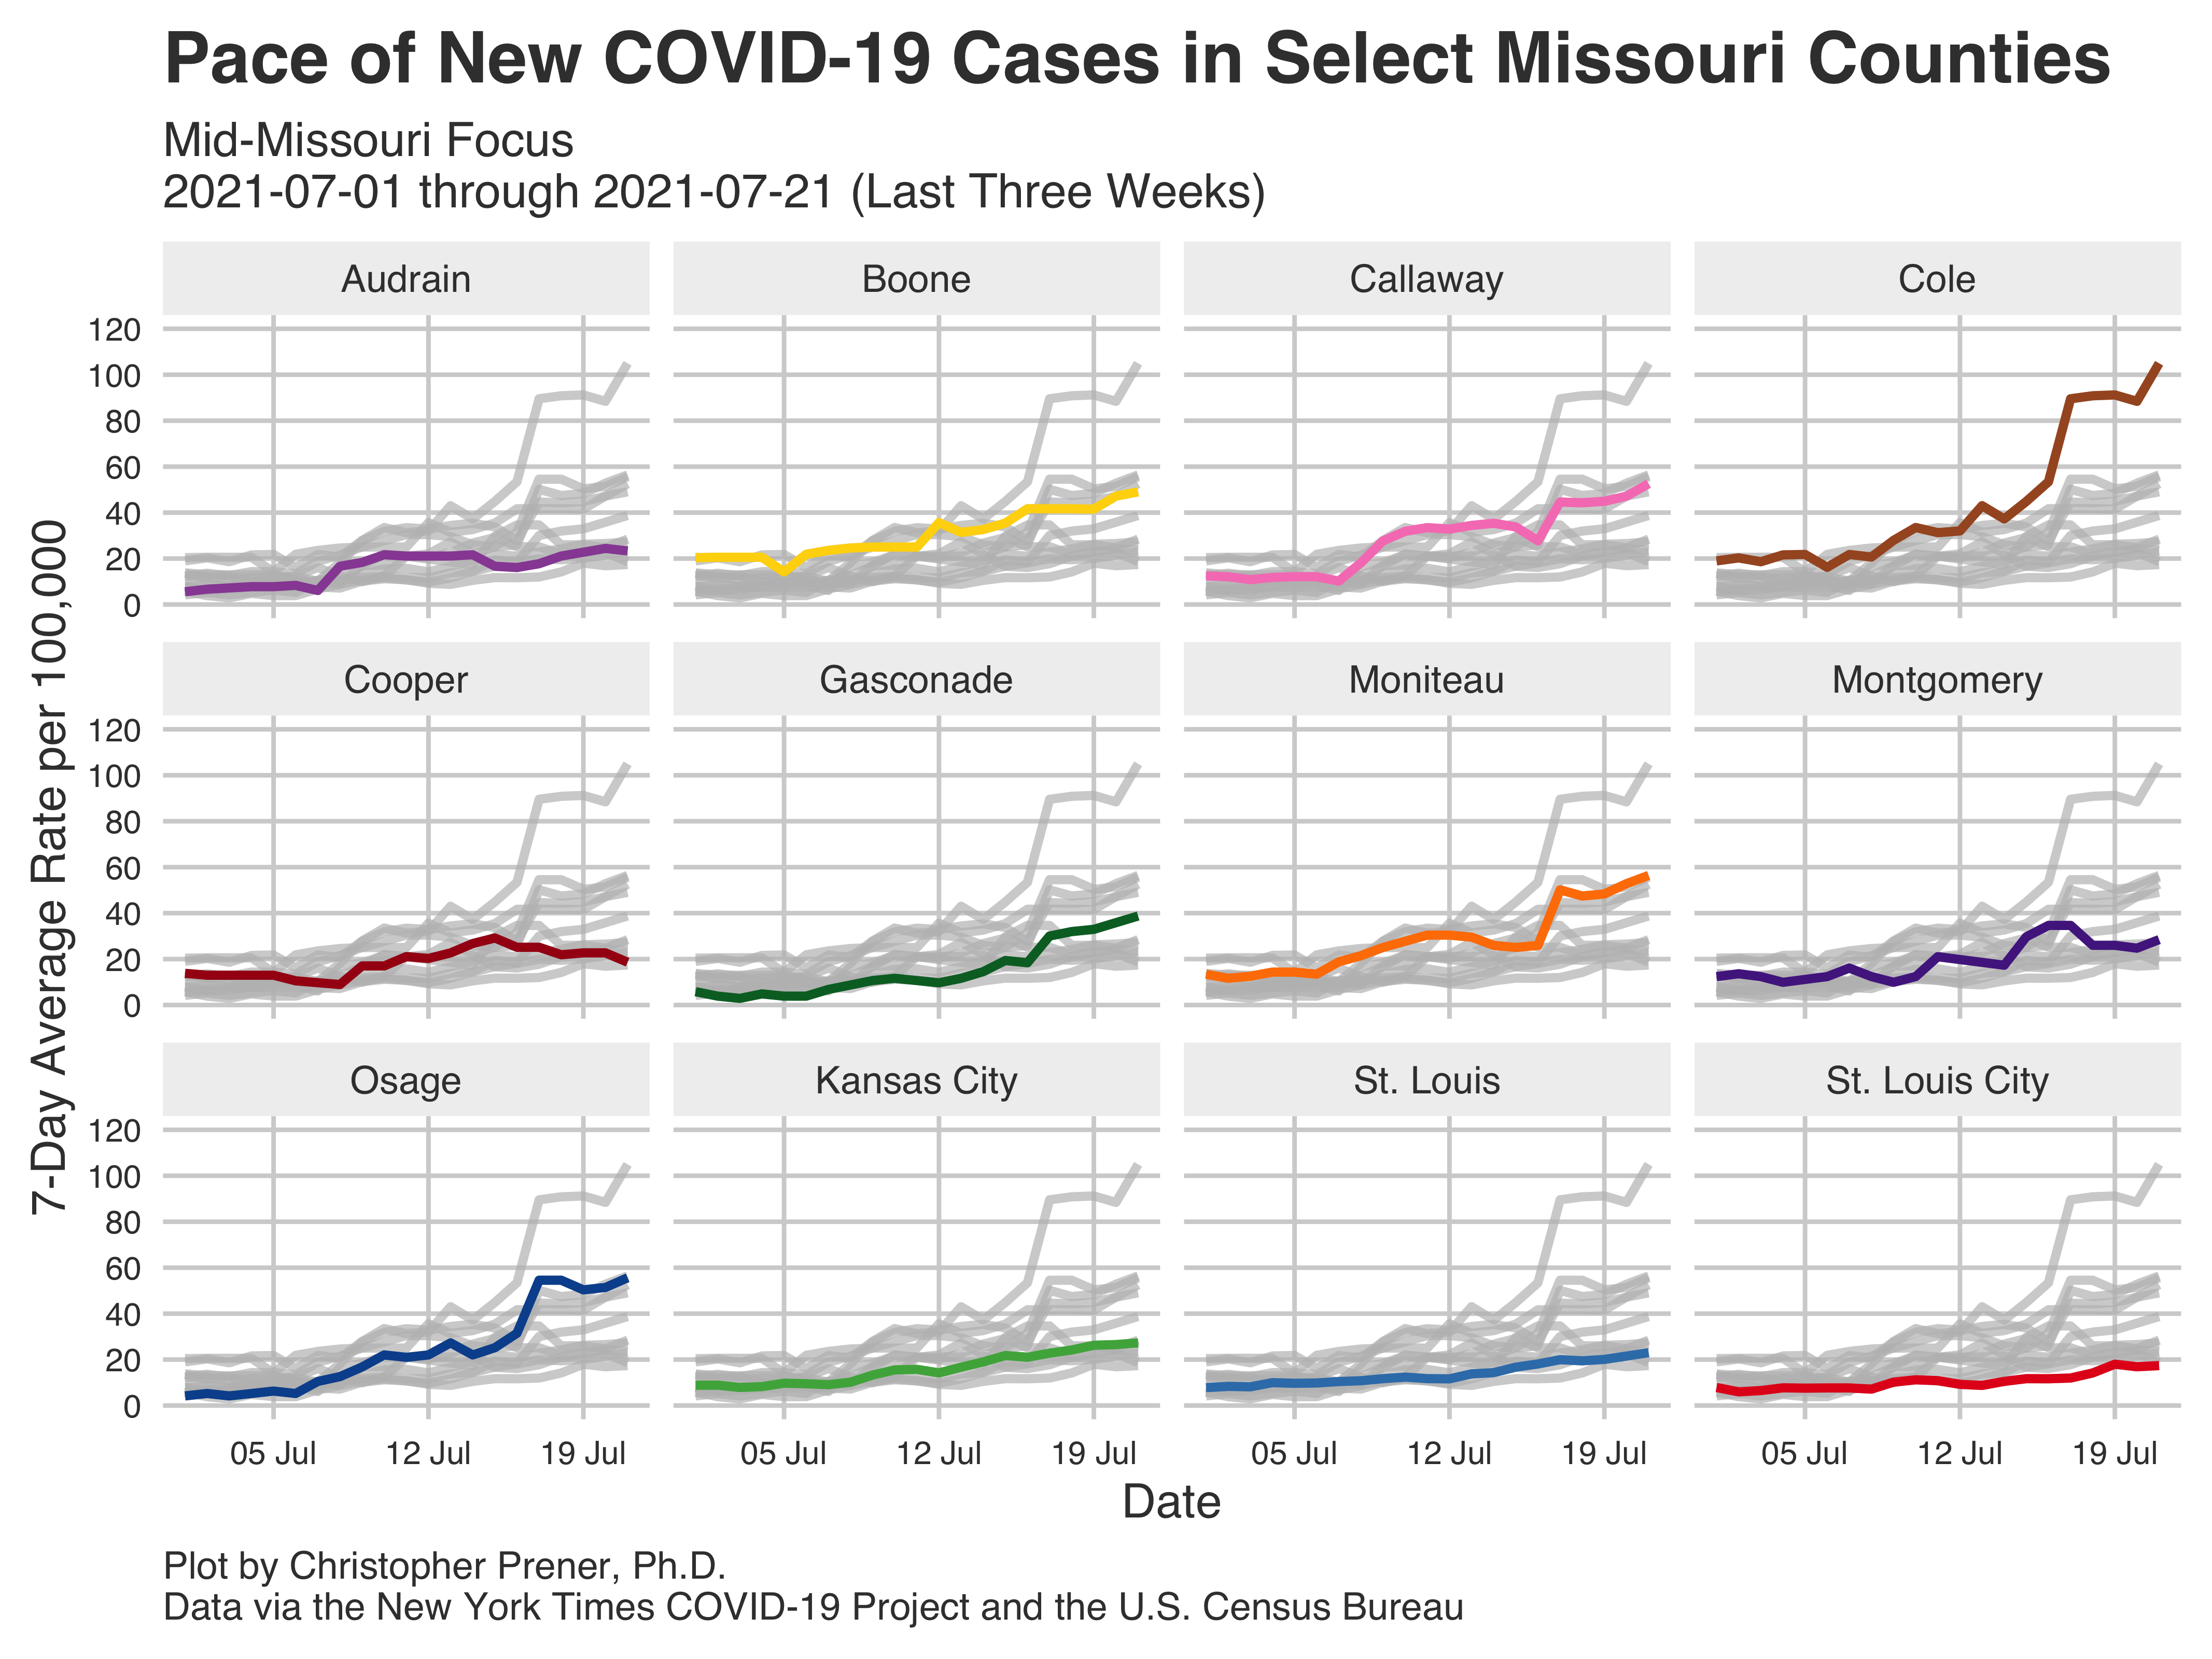 Pace of New COVID-19 Cases in Select Missouri Counties
Mid-Missouri Focus
2021-07-01 through 2021-07-21 (Last Three Weeks)
7-Day Average Rate per 100,000
Audrain
Boone
Callaway
Cole
120
100
80
60
40
20
0
Cooper
Gasconade
Moniteau
Montgomery
120
100
80
60
40
20
0
Osage
Kansas City
St. Louis
St. Louis City
120
100
80
60
40
20
0
05 Jul 12 Jul 19 Jul
05 Jul 12 Jul 19 Jul
05 Jul 12 Jul 19 Jul
05 Jul 12 Jul 19 Jul
Date
Plot by Christopher Prener, Ph.D.
Data via the New York Times COVID-19 Project and the U.S. Census Bureau